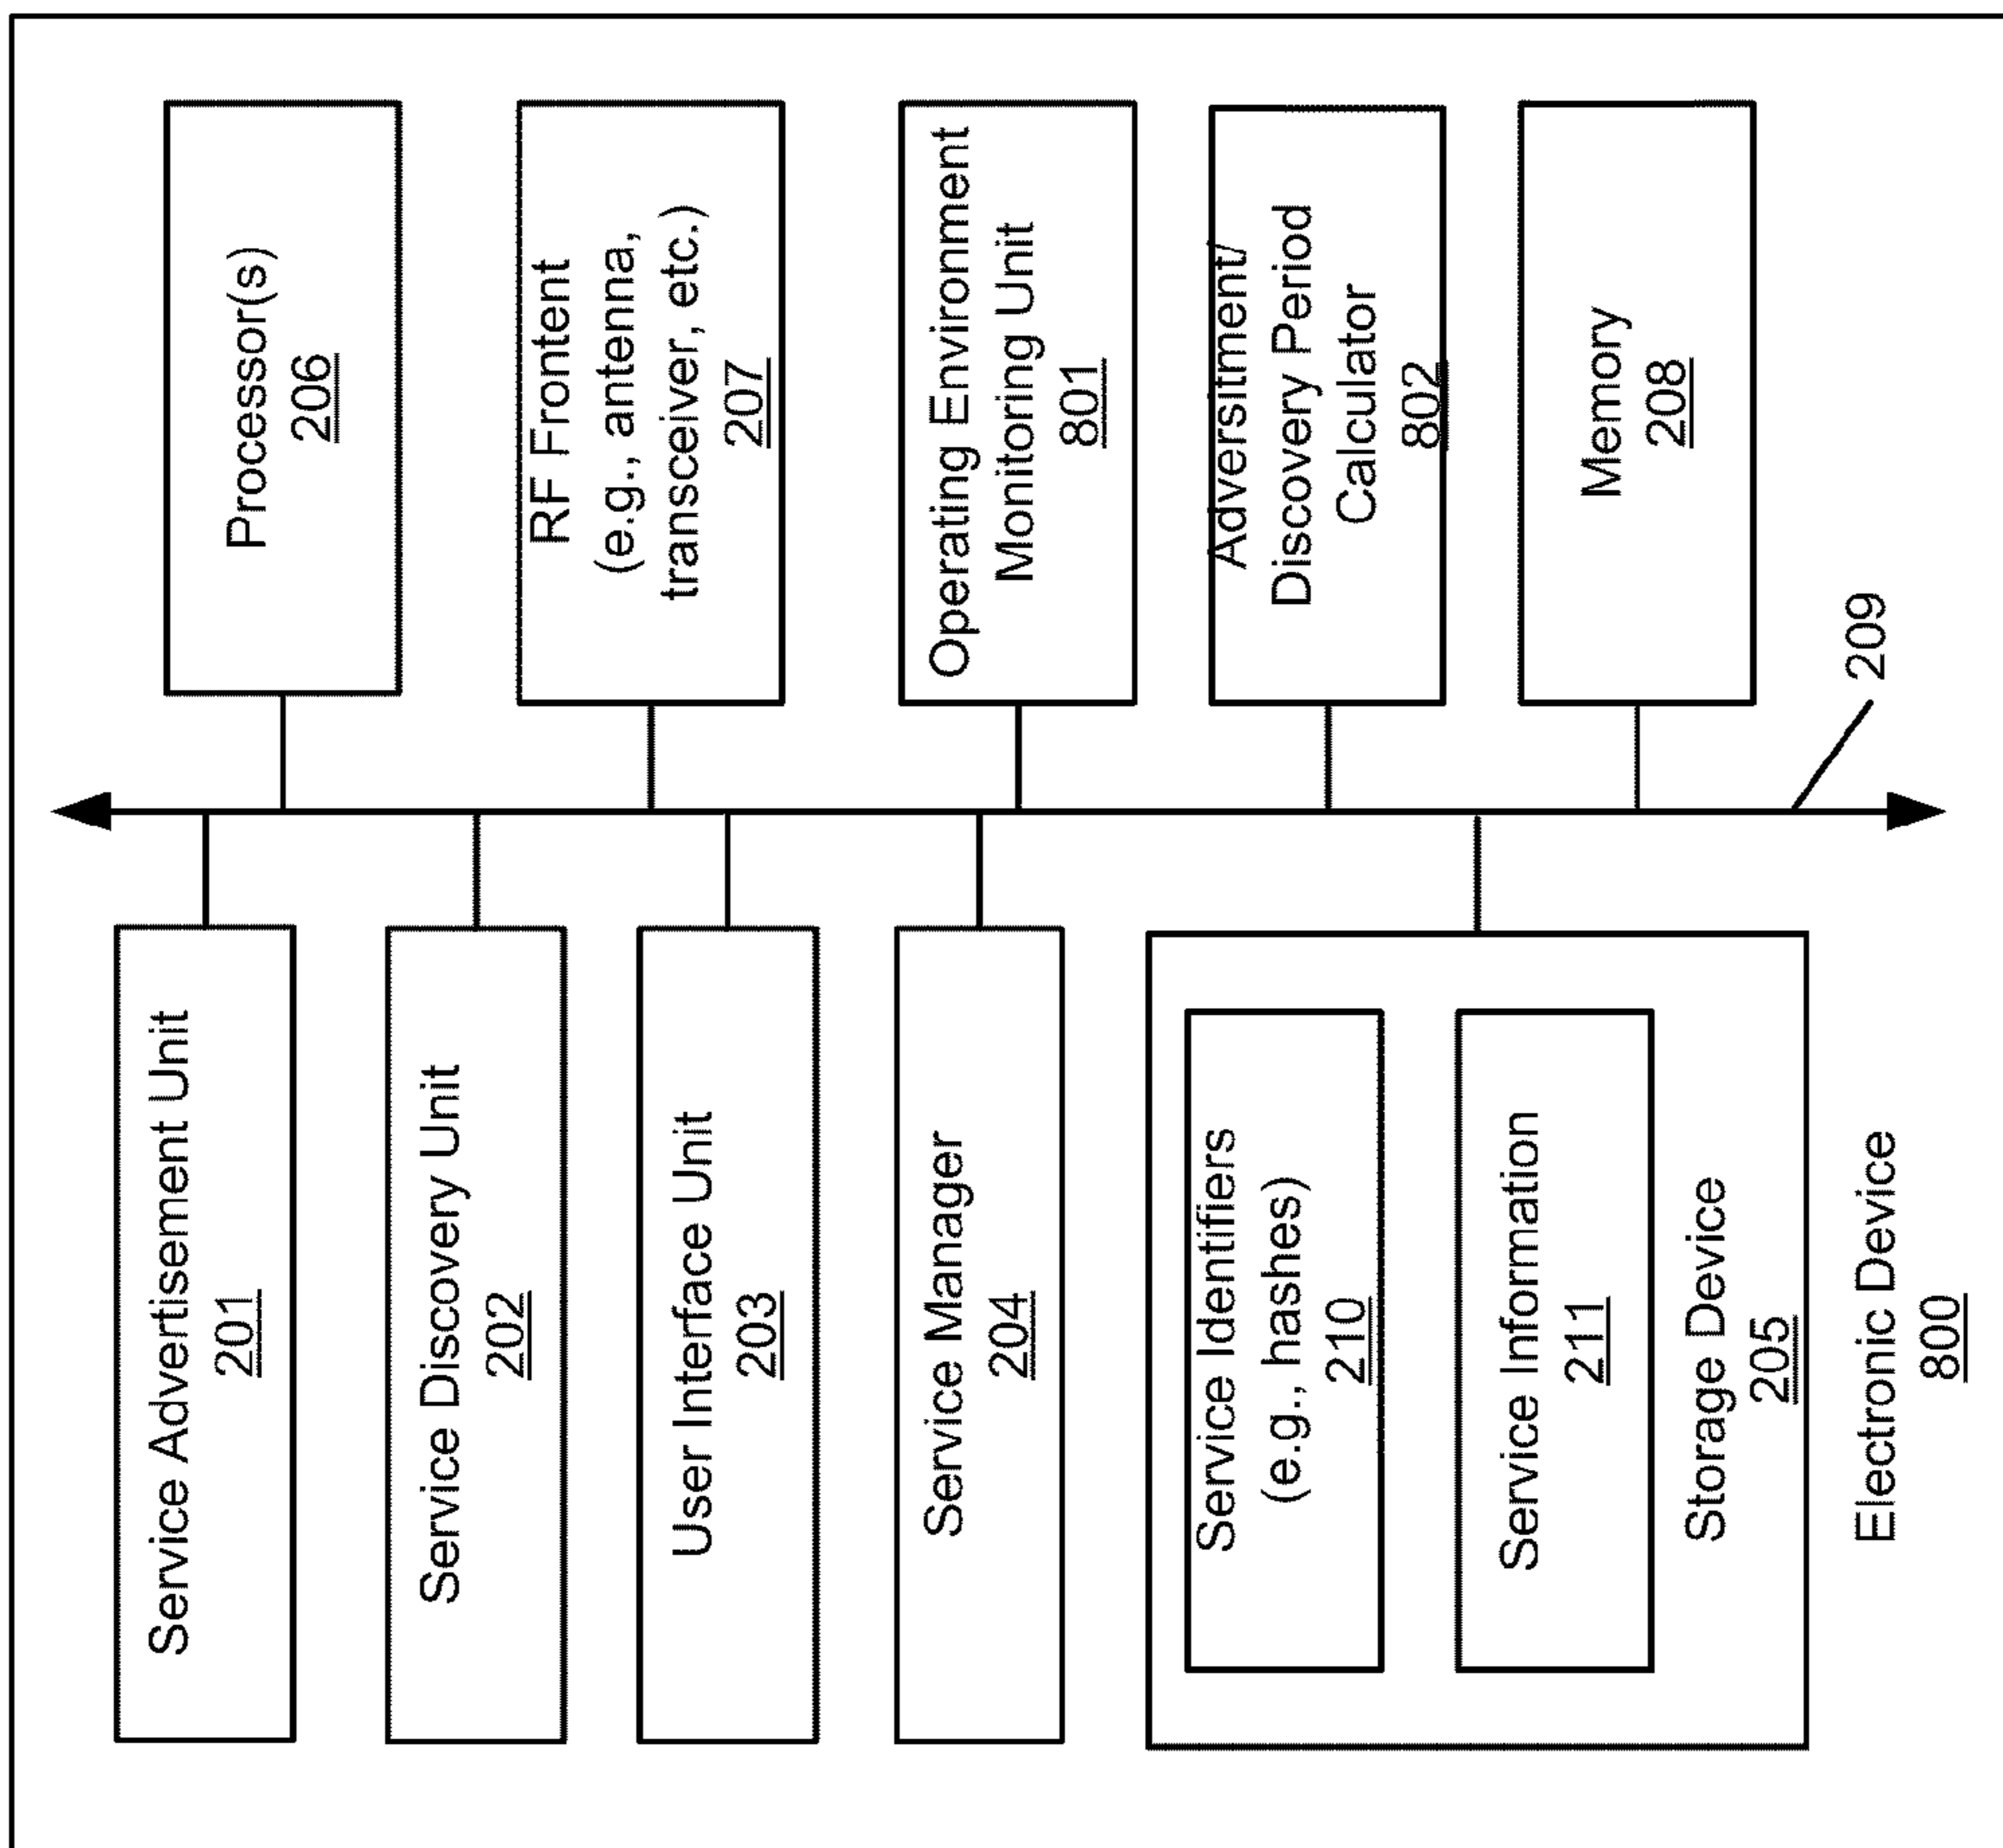 Service Advertisement Unit
201
Service Discovery Unit
202
User Interface Unit
203
Service Manager
204
Service Identifiers
(e.g., hashes)
210
Service Information
211
Storage Device
205
Electronic Device
800
Processor(s)
206
RF Frontent
(e.g., antenna,
transceiver, etc.)
207
Operating Environment
Monitoring Unit
801
Adversitment/
Discovery Period
Calculator
802
Memory
208
209